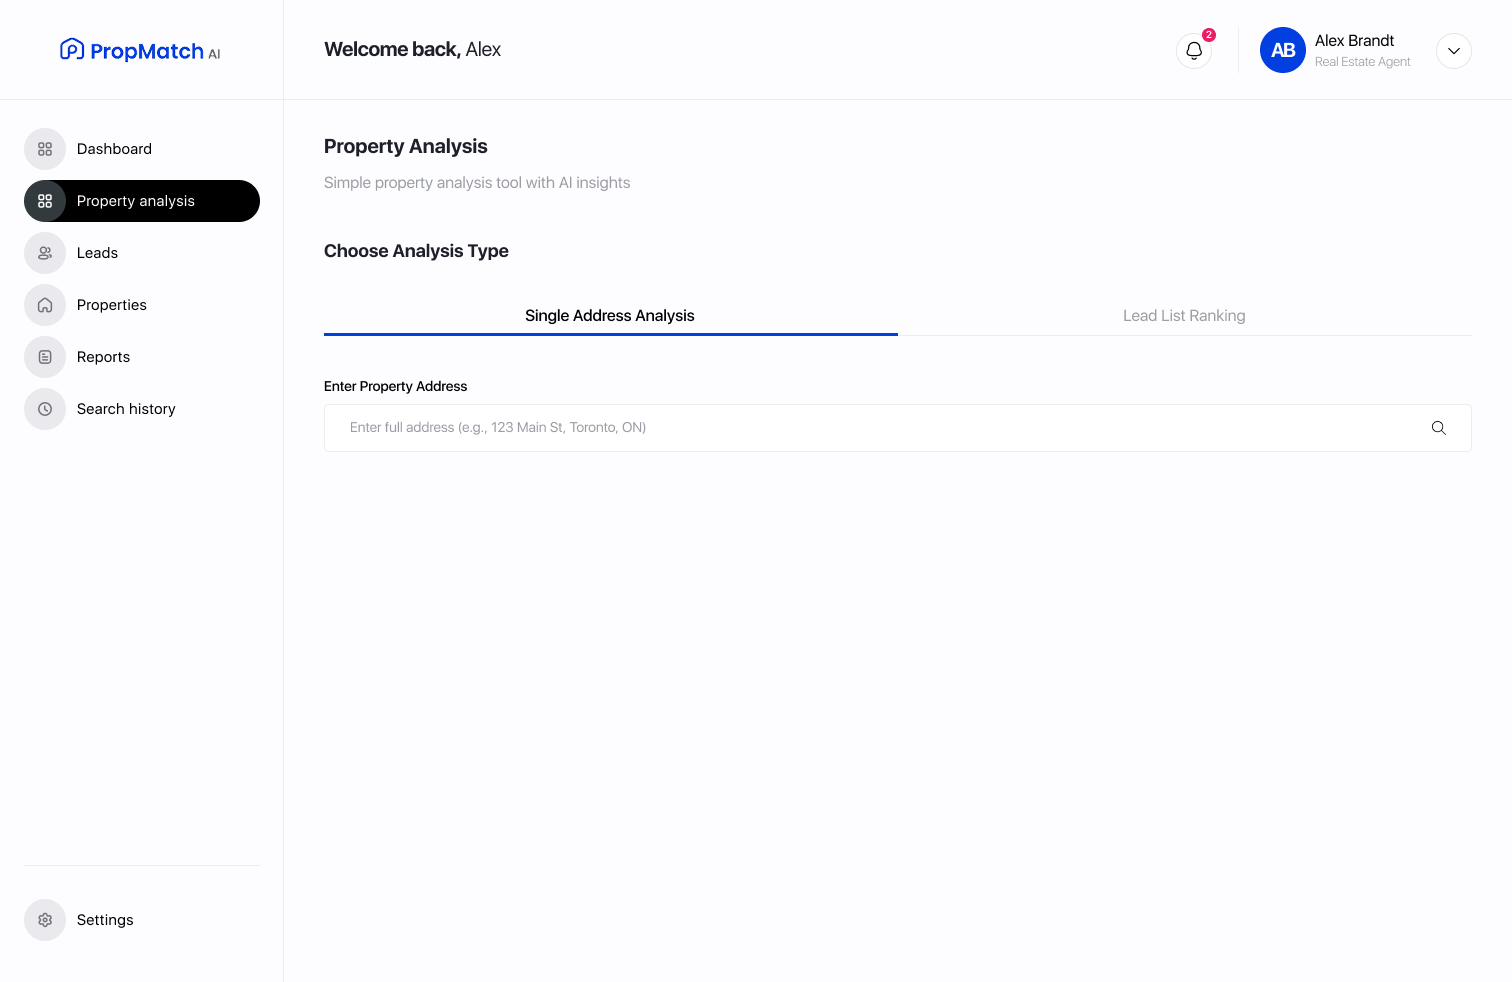 PropMatch AI
Welcome back, Alex
2
AB
Alex Brandt
Real Estate Agent
Dashboard
Property analysis
Leads
Properties
Reports
Search history
Settings
Property Analysis
Simple property analysis tool with AI insights
Choose Analysis Type
Single Address Analysis
Lead List Ranking
Enter Property Address
Enter full address (e.g., 123 Main St, Toronto, ON)